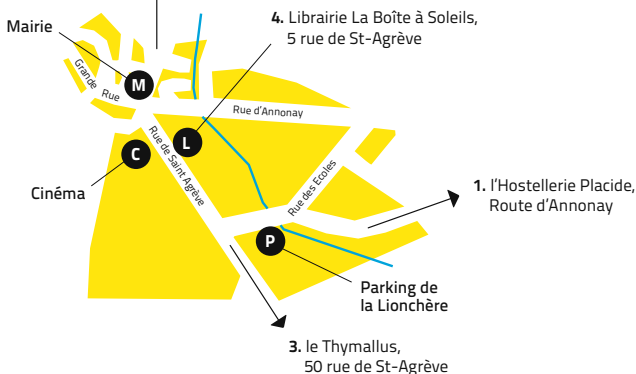 Mairie
4. Librairie La Boîte à Soleils,
5 rue de St-Agrève
Grande Rue
M
Rue d'Annonay
L
C
Rue de Saint Agrève
Cinéma
Rue des Ecoles
1. l'Hostellerie Placide,
Route d'Annonay
P
Parking de
la Lionchère
3. le Thymallus,
50 rue de St-Agrève